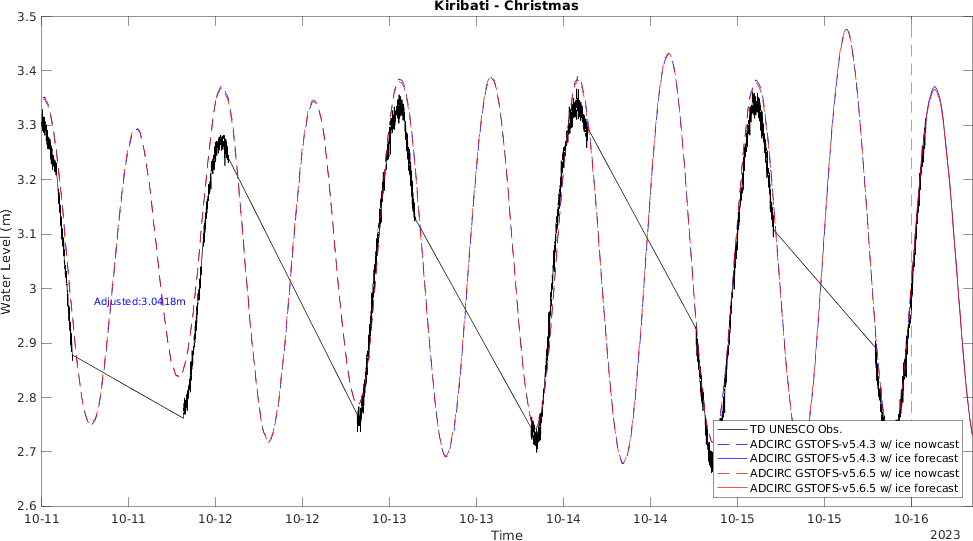 Kiribati - Christmas
3.5
3.4
3.3
3.2
3.1
3
2.9
2.8
2.7
2.6
Water Level (m)
Adjusted:3.0418m
TD UNESCO Obs.
ADCIRC GSTOFS-v5.4.3 w/ ice nowcast
ADCIRC GSTOFS-v5.4.3 w/ ice forecast
ADCIRC GSTOFS-v5.6.5 w/ ice nowcast
ADCIRC GSTOFS-v5.6.5 w/ ice forecast
10-11 10-11 10-12 10-12 10-13 10-13 10-14 10-14 10-15 10-15 10-16
Time
2023